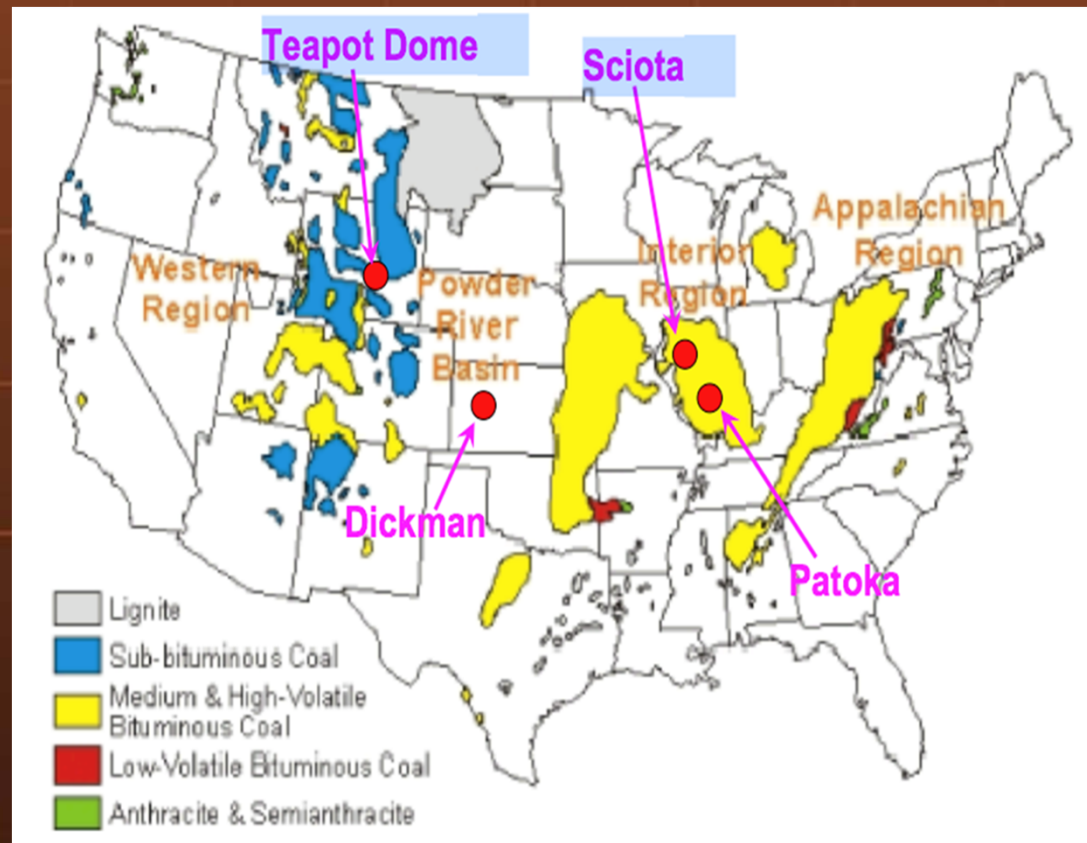 Teapot Dome
Sciota
Appalachian
Region
Interior
Region
Western
Region
Powder
River
Basin
Dickman
Patoka
Lignite
Sub-bituminous Coal
Medium & High-Volatile
Bituminous Coal
Low-Volatile Bituminous Coal
Anthracite & Semianthracite